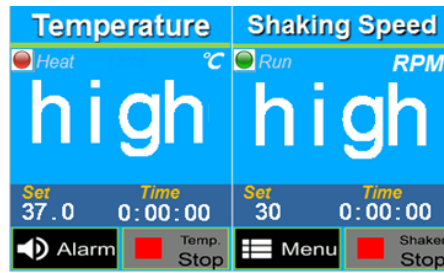 Temperature
Heat °C
high
Set Time
37.0 0:00:00
Alarm Temp. Stop
Shaking Speed
Run RPM
high
Set Time
30 0:00:00
Menu Shaker Stop